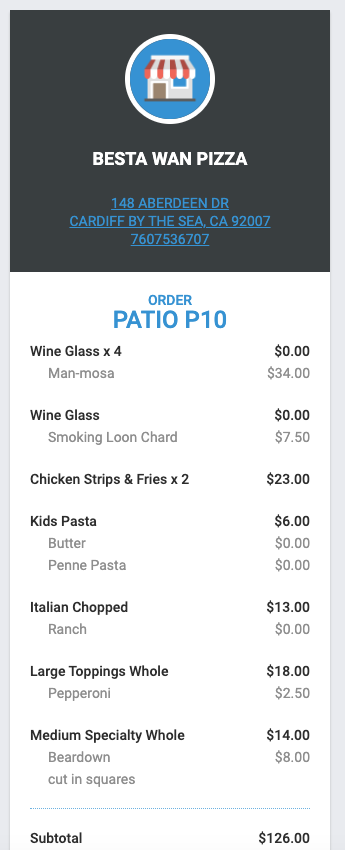 BESTA WAN PIZZA
148 ABERDEEN DR
CARDIFF BY THE SEA, CA 92007
7607536707
ORDER
PATIO P10
Wine Glass x 4 $0.00
Man-mosa $34.00
Wine Glass $0.00
Smoking Loon Chard $7.50
Chicken Strips & Fries x 2 $23.00
Kids Pasta $6.00
Butter $0.00
Penne Pasta $0.00
Italian Chopped $13.00
Ranch $0.00
Large Toppings Whole $18.00
Pepperoni $2.50
Medium Specialty Whole $14.00
Beardown $8.00
cut in squares
Subtotal $126.00